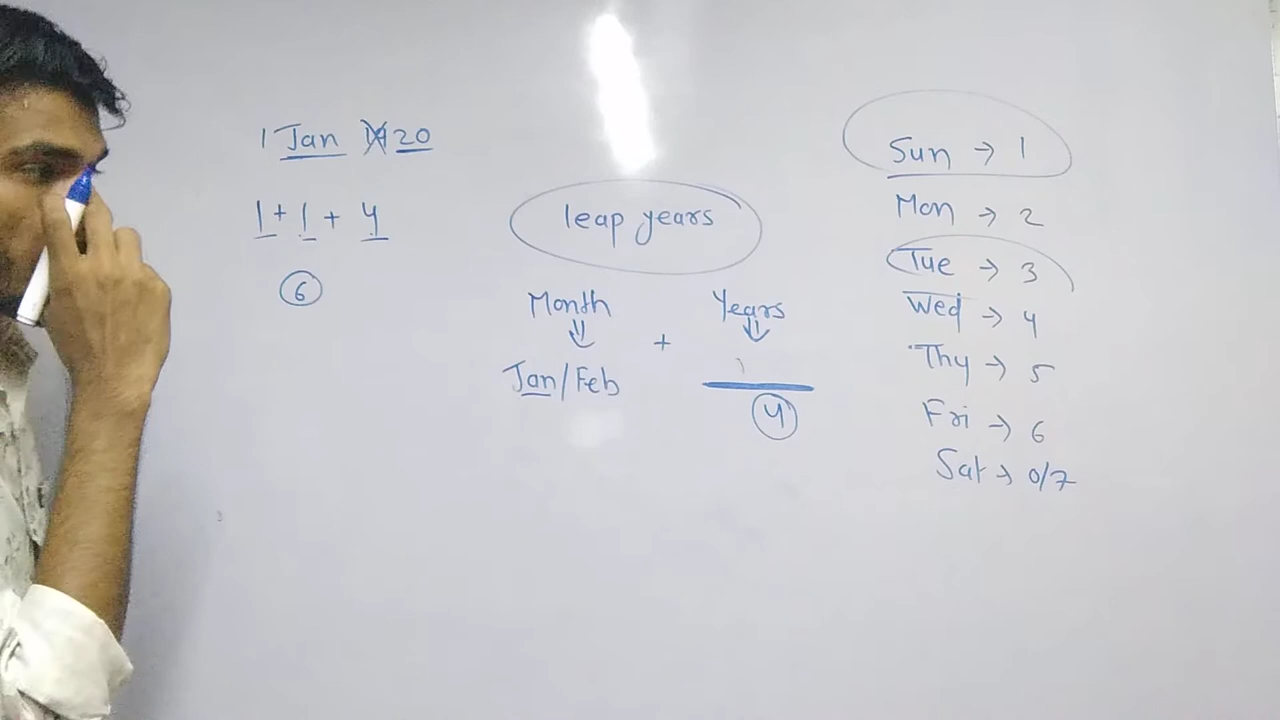 1 Jan 20
1 + 1 + 4
6
leap years
Month + Years
Jan/Feb
4
Sun → 1
Mon → 2
Tue → 3
Wed → 4
Thy → 5
Fri → 6
Sat → 0/7